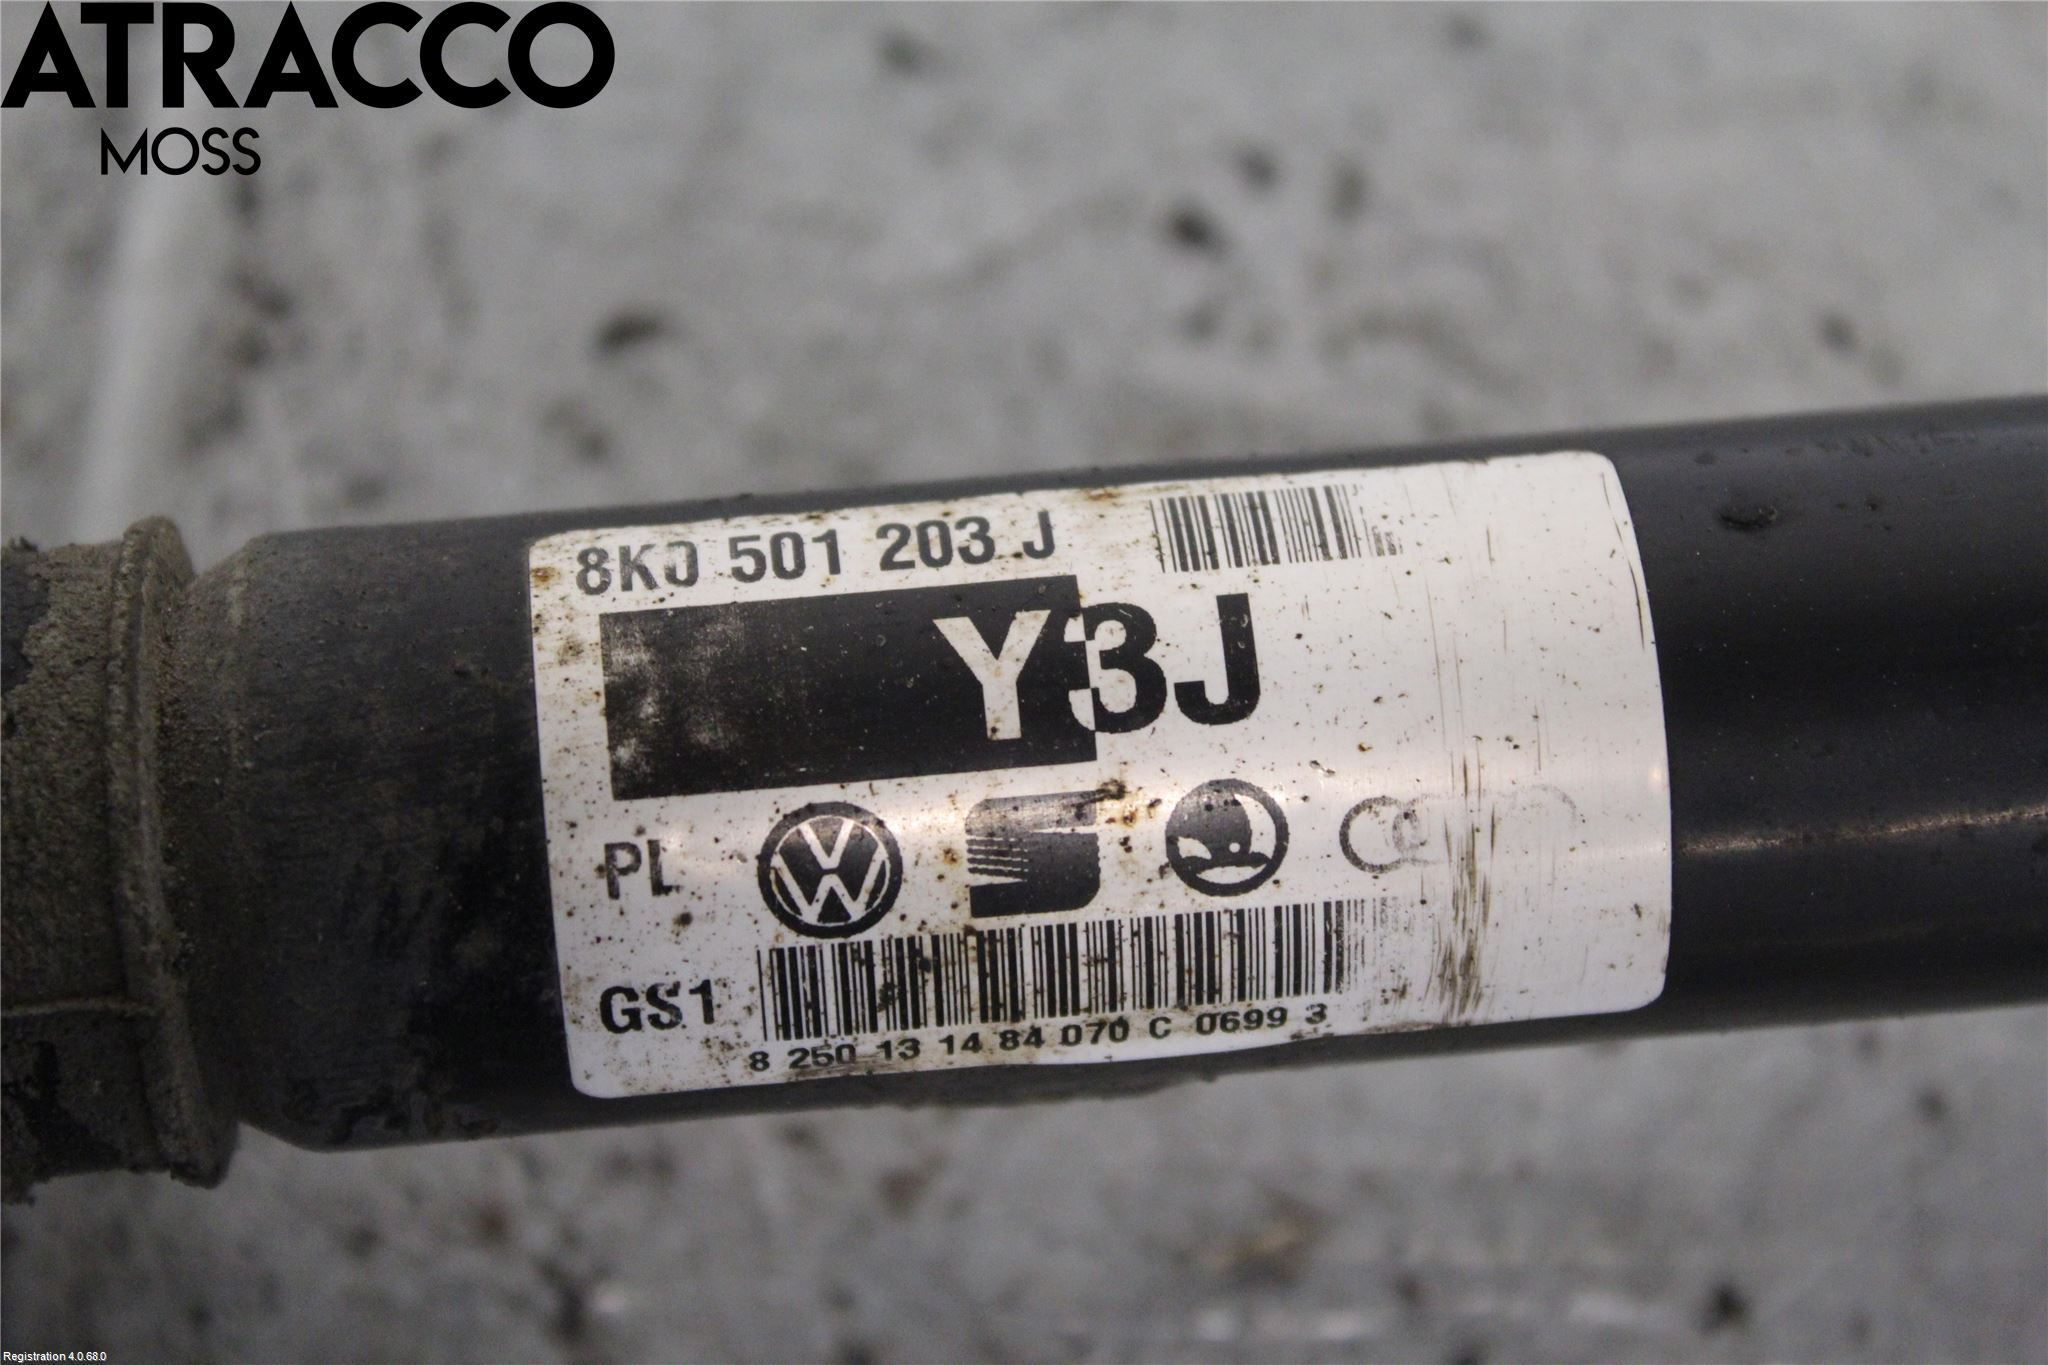 ATRACCO
MOSS
8K0 501 203 J
Y3J
PL
GS1
8 250 13 14 84 070 C 0699 3
Registration 4.0.68.0